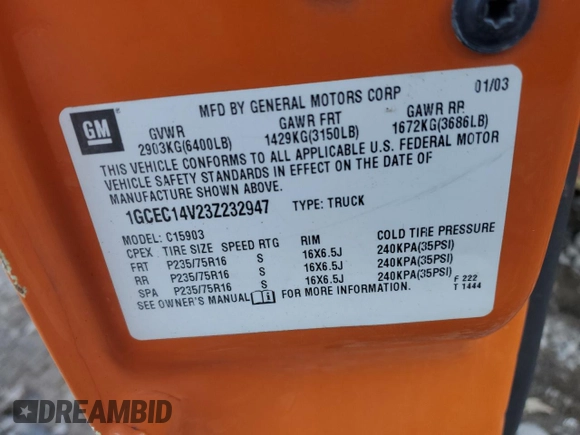 MFD BY GENERAL MOTORS CORP 01/03
GM
GVWR GAWR FRT GAWR RR
2903KG(6400LB) 1429KG(3150LB) 1672KG(3686LB)
THIS VEHICLE CONFORMS TO ALL APPLICABLE U.S. FEDERAL MOTOR
VEHICLE SAFETY STANDARDS IN EFFECT ON THE DATE OF
MANUFACTURE SHOWN ABOVE.
1GCEC14V23Z232947 TYPE: TRUCK
MODEL: C15903
CPEX TIRE SIZE SPEED RTG RIM COLD TIRE PRESSURE
FRT P235/75R16 S 16X6.5J 240KPA(35PSI)
RR P235/75R16 S 16X6.5J 240KPA(35PSI)
SPA P235/75R16 S 16X6.5J 240KPA(35PSI)
SEE OWNER'S MANUAL FOR MORE INFORMATION.
F 222
T 1444
DREAMBID